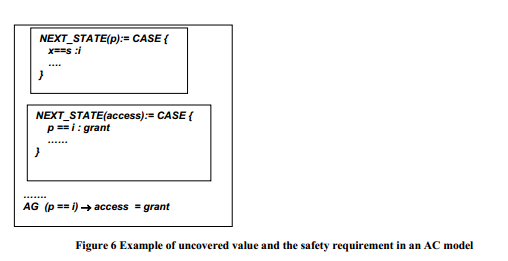 NEXT_STATE(p):= CASE {
x==s :i
....
}
NEXT_STATE(access):= CASE {
p == i : grant
......
}
.......
AG (p == i) → access = grant
Figure 6 Example of uncovered value and the safety requirement in an AC model